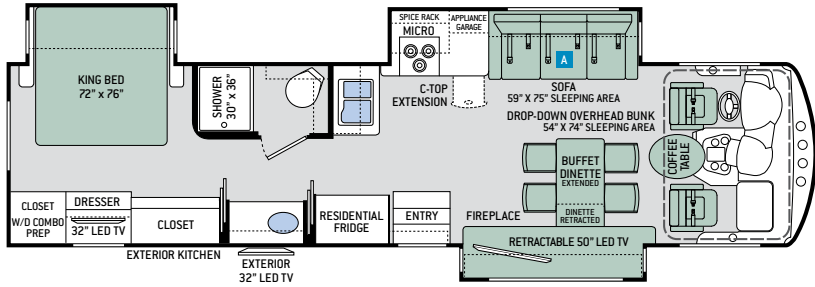 SPICE RACK
APPLIANCE
GARAGE
MICRO
A
KING BED
72" x 76"
SHOWER
30" x 36"
C-TOP
EXTENSION
SOFA
59" X 75" SLEEPING AREA
DROP-DOWN OVERHEAD BUNK
54" X 74" SLEEPING AREA
COFFEE
TABLE
BUFFET
DINETTE
EXTENDED
DINETTE
RETRACTED
CLOSET
W/D COMBO
PREP
DRESSER
32" LED TV
CLOSET
RESIDENTIAL
FRIDGE
ENTRY
FIREPLACE
RETRACTABLE 50" LED TV
EXTERIOR KITCHEN
EXTERIOR
32" LED TV